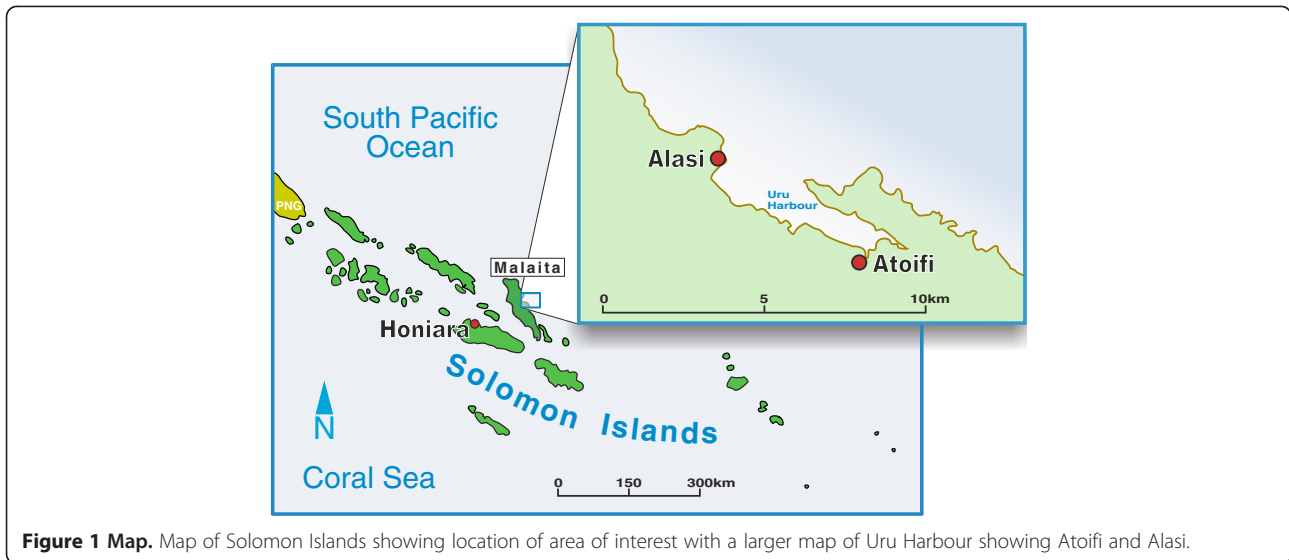 South Pacific
Ocean
PNG
Malaita
Honiara
Solomon Islands
N
Coral Sea
0 150 300km
Alasi
Uru
Harbour
Atoifi
0 5 10km
Figure 1 Map. Map of Solomon Islands showing location of area of interest with a larger map of Uru Harbour showing Atoifi and Alasi.